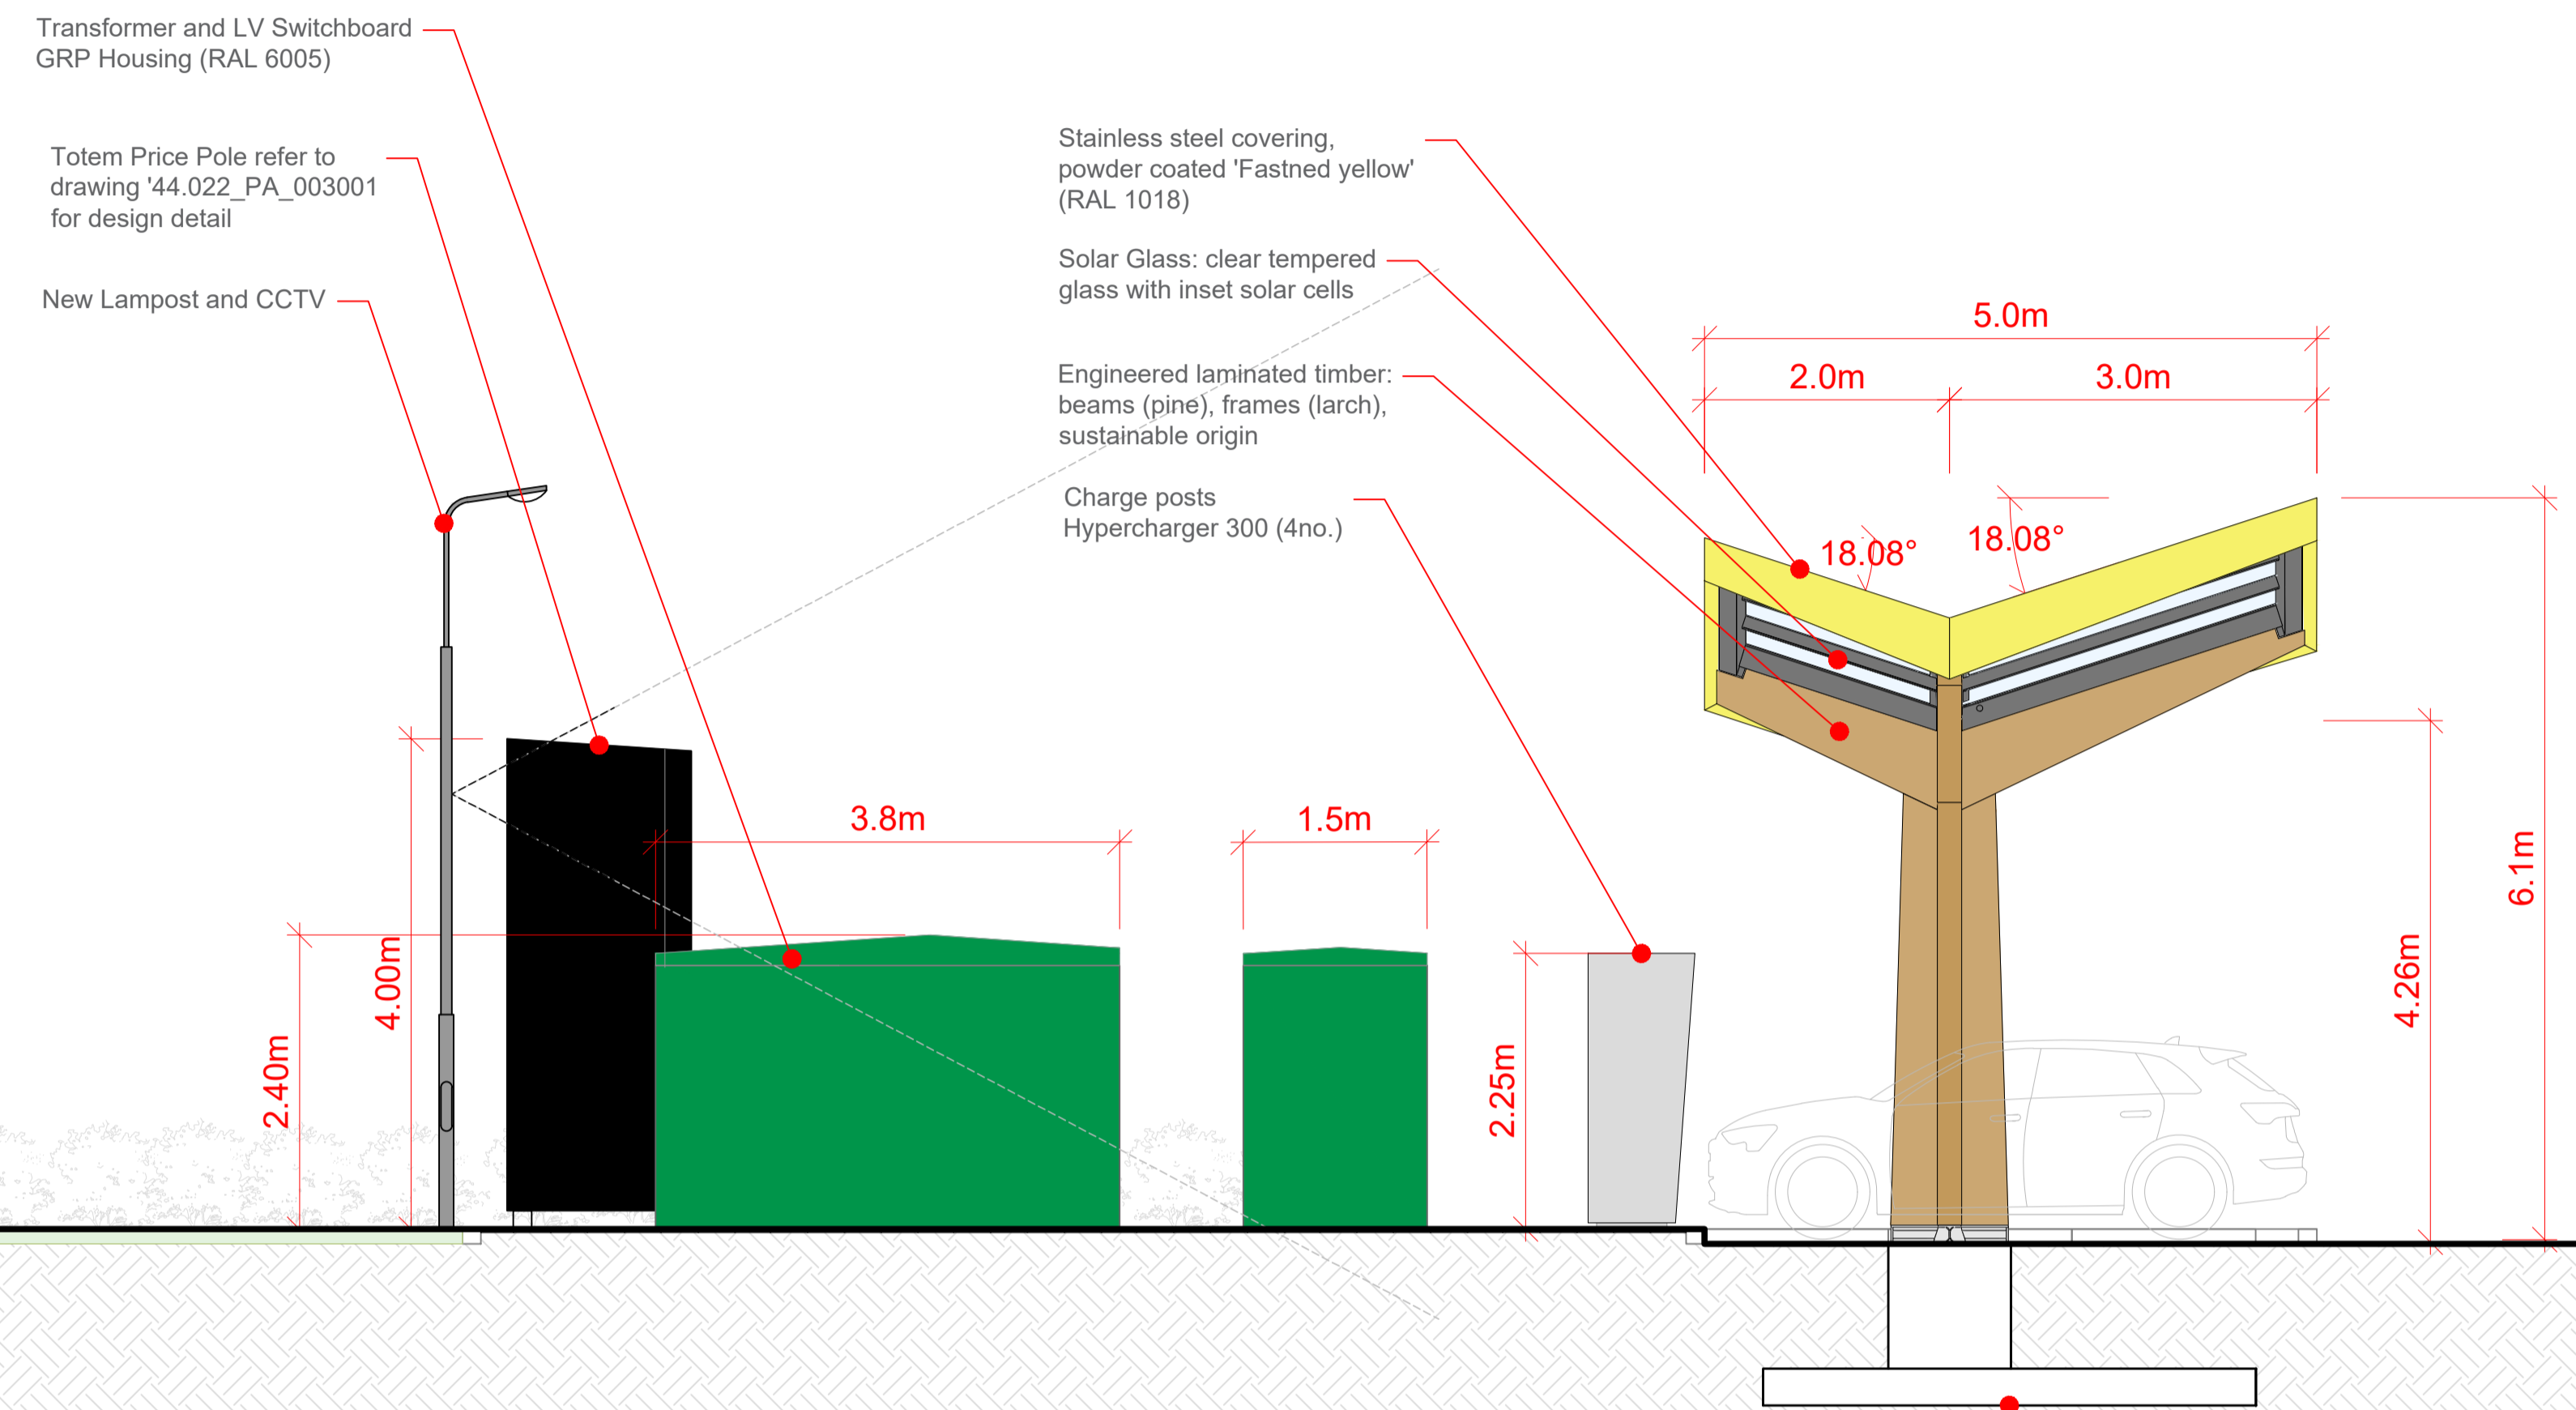 Transformer and LV Switchboard
GRP Housing (RAL 6005)
Totem Price Pole refer to
drawing '44.022_PA_003001
for design detail
New Lampost and CCTV
Stainless steel covering,
powder coated 'Fastned yellow'
(RAL 1018)
Solar Glass: clear tempered
glass with inset solar cells
Engineered laminated timber:
beams (pine), frames (larch),
sustainable origin
Charge posts
Hypercharger 300 (4no.)
5.0m
2.0m
3.0m
18.08°
18.08°
3.8m
1.5m
2.40m
4.00m
2.25m
4.26m
6.1m